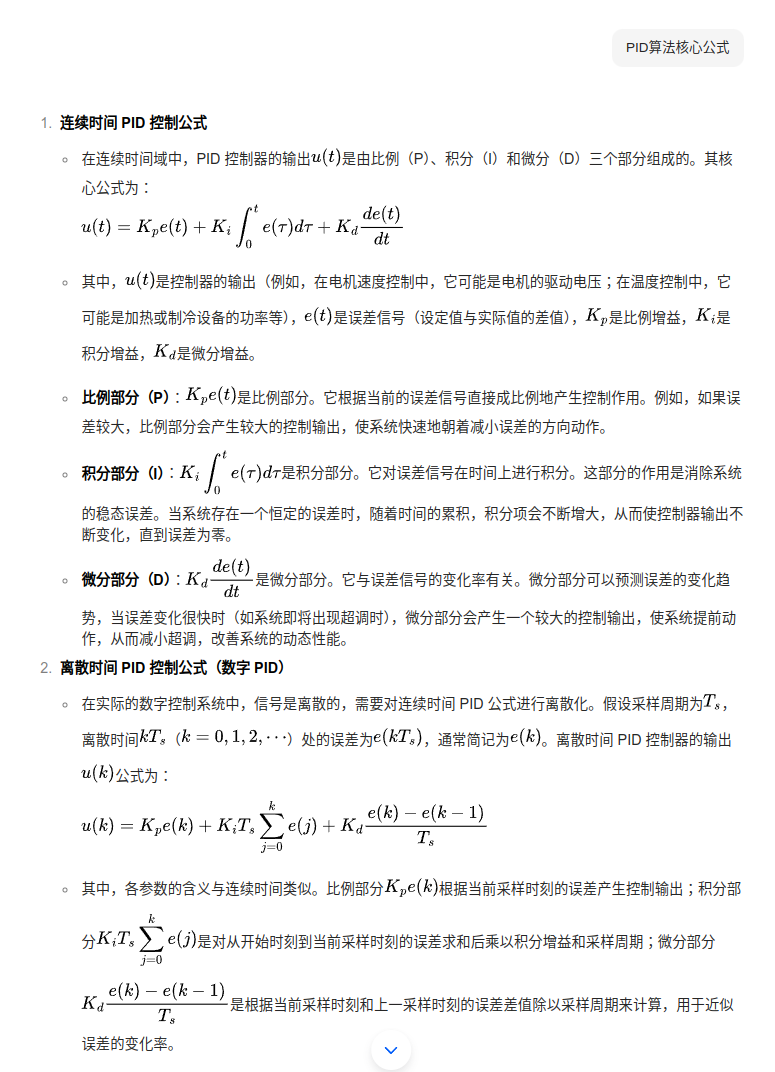 PID算法核心公式
1. 连续时间 PID 控制公式
在连续时间域中，PID 控制器的输出u(t)是由比例（P）、积分（I）和微分（D）三个部分组成的。其核
心公式为：
u(t) = K_p e(t) + K_i ∫_0^t e(τ)dτ + K_d \frac{de(t)}{dt}
其中，u(t)是控制器的输出（例如，在电机速度控制中，它可能是电机的驱动电压；在温度控制中，它
可能是加热或制冷设备的功率等），e(t)是误差信号（设定值与实际值的差值），K_p是比例增益，K_i是
积分增益，K_d是微分增益。
比例部分（P）：K_p e(t)是比例部分。它根据当前的误差信号直接成比例地产生控制作用。例如，如果误
差较大，比例部分会产生较大的控制输出，使系统快速地朝着减小误差的方向动作。
积分部分（I）：K_i ∫_0^t e(τ)dτ是积分部分。它对误差信号在时间上进行积分。这部分的作用是消除系统
的稳态误差。当系统存在一个恒定的误差时，随着时间的累积，积分项会不断增大，从而使控制器输出不
断变化，直到误差为零。
微分部分（D）：K_d \frac{de(t)}{dt}是微分部分。它与误差信号的变化率有关。微分部分可以预测误差的变化趋
势，当误差变化很快时（如系统即将出现超调时），微分部分会产生一个较大的控制输出，使系统提前动
作，从而减小超调，改善系统的动态性能。
2. 离散时间 PID 控制公式（数字 PID）
在实际的数字控制系统中，信号是离散的，需要对连续时间 PID 公式进行离散化。假设采样周期为T_s，
离散时间kT_s（k = 0, 1, 2, ⋯）处的误差为e(kT_s)，通常简记为e(k)。离散时间 PID 控制器的输出
u(k)公式为：
u(k) = K_p e(k) + K_i T_s ∑_{j=0}^{k} e(j) + K_d \frac{e(k) − e(k − 1)}{T_s}
其中，各参数的含义与连续时间类似。比例部分K_p e(k)根据当前采样时刻的误差产生控制输出；积分部
分K_i T_s ∑_{j=0}^{k} e(j)是对从开始时刻到当前采样时刻的误差求和后乘以积分增益和采样周期；微分部分
K_d \frac{e(k) − e(k − 1)}{T_s}是根据当前采样时刻和上一采样时刻的误差差值除以采样周期来计算，用于近似
误差的变化率。